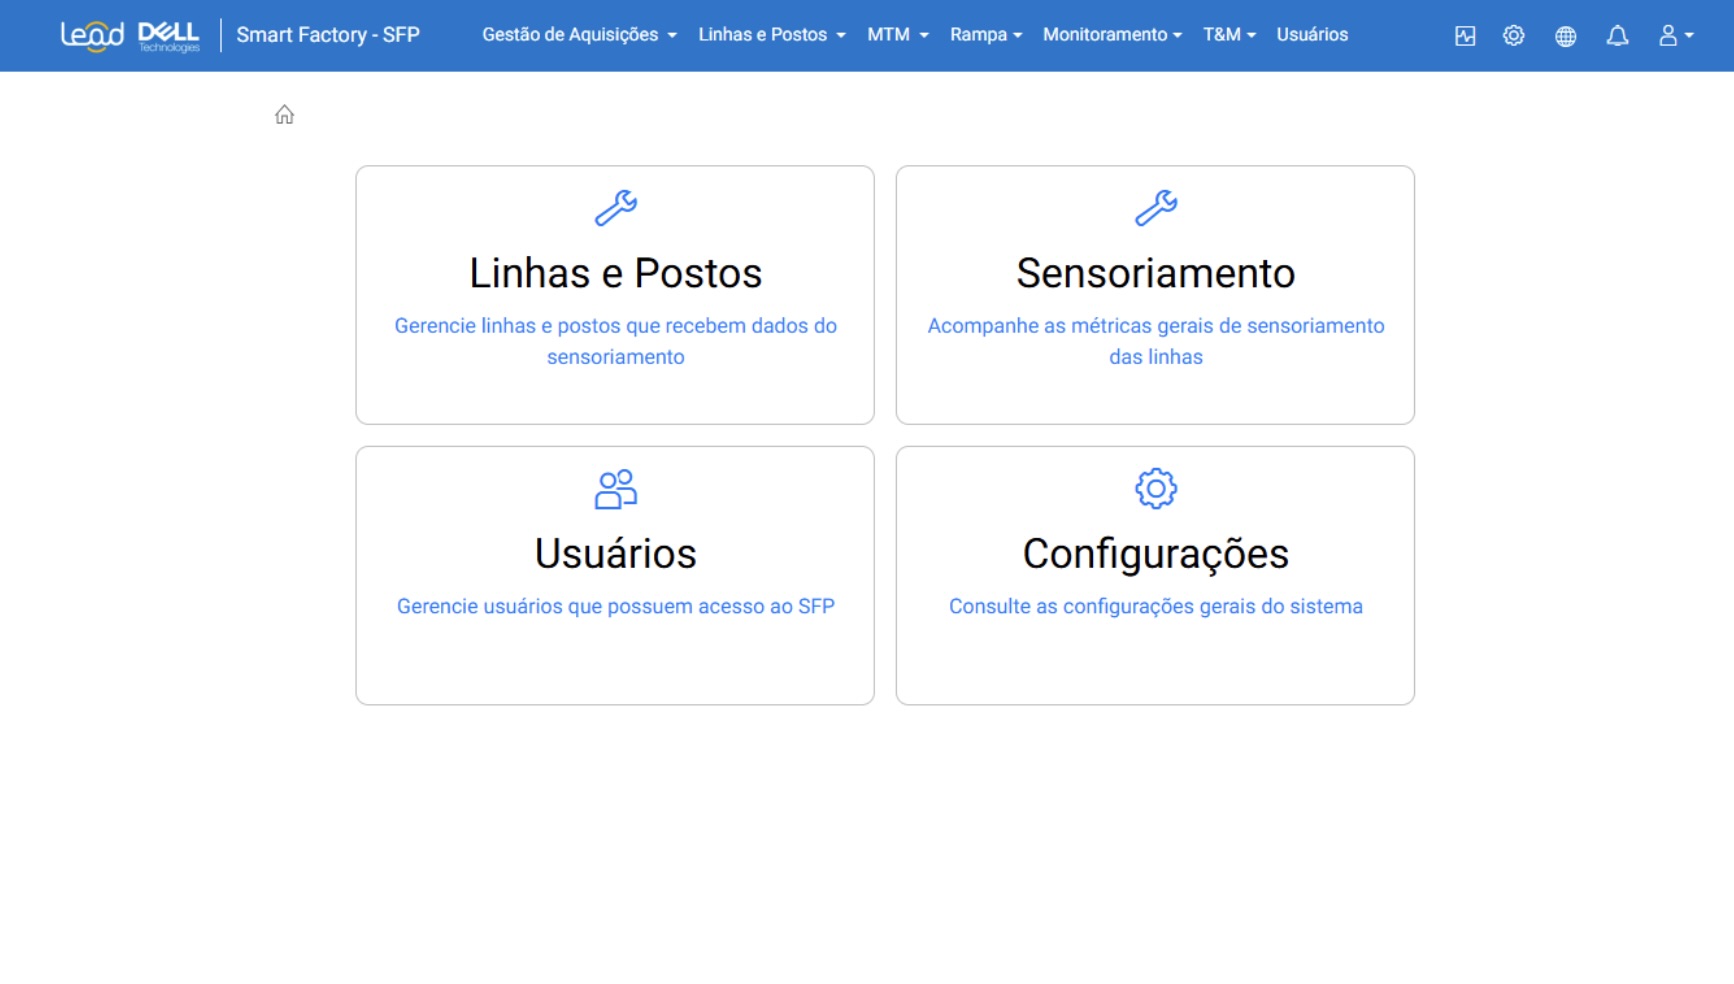 Lead DELL Technologies Smart Factory - SFP Gestão de Aquisições Linhas e Postos MTM Rampa Monitoramento T&M Usuários
Linhas e Postos
Gerencie linhas e postos que recebem dados do
sensoriamento
Sensoriamento
Acompanhe as métricas gerais de sensoriamento
das linhas
Usuários
Gerencie usuários que possuem acesso ao SFP
Configurações
Consulte as configurações gerais do sistema